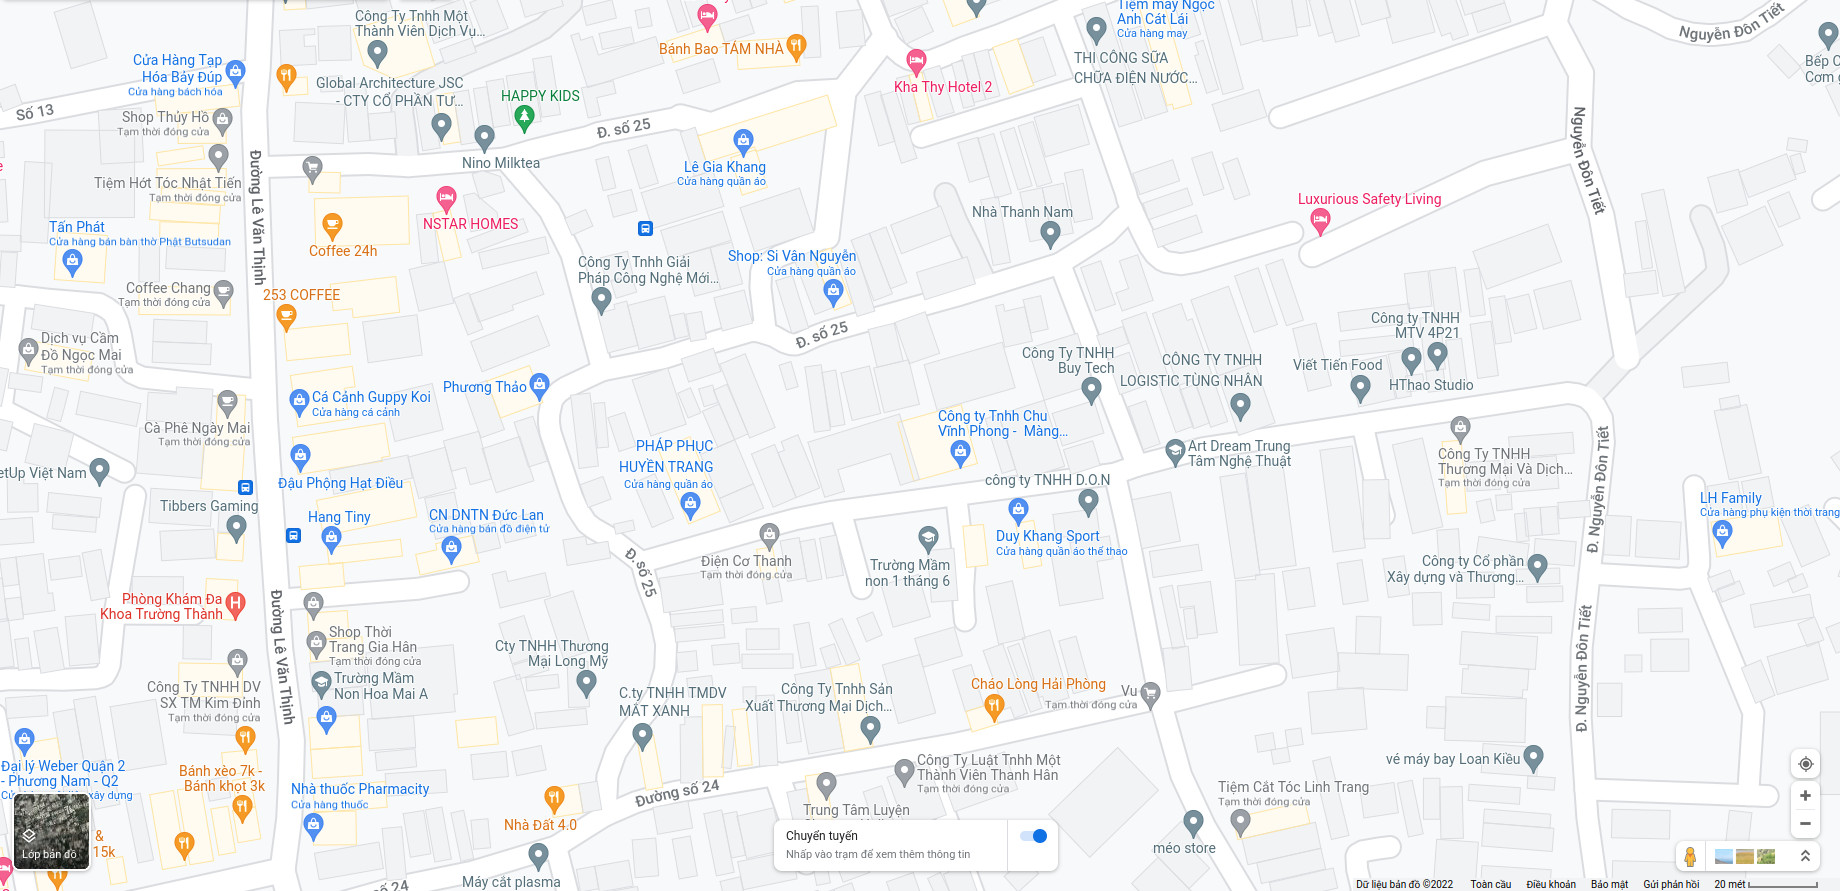 Công Ty Tnhh Một
Thành Viên Dịch Vụ...
Bánh Bao TÁM NHÀ
Tiệm may Ngọc
Anh Cát Lái
Cửa hàng may
Nguyễn Đôn Tiết
Cửa Hàng Tạp
Hóa Bảy Đúp
Cửa hàng bách hóa
Global Architecture JSC
- CTY CỔ PHẦN TƯ...
HAPPY KIDS
Kha Thy Hotel 2
THI CÔNG SỮA
CHỮA ĐIỆN NƯỚC...
Số 13
Shop Thủy Hồ
Tạm thời đóng cửa
Đ. số 25
Nino Milktea
Lê Gia Khang
Cửa hàng quần áo
Nguyễn Đôn Tiết
Đường Lê Văn Thịnh
Tiệm Hớt Tóc Nhật Tiến
Tạm thời đóng cửa
NSTAR HOMES
Nhà Thanh Nam
Luxurious Safety Living
Tấn Phát
Cửa hàng bán bàn thờ Phật Butsudan
Coffee 24h
Công Ty Tnhh Giải
Pháp Công Nghệ Mới...
Shop: Si Vân Nguyễn
Cửa hàng quần áo
Coffee Chang
Tạm thời đóng cửa
253 COFFEE
Đ. số 25
Công ty TNHH
MTV 4P21
Dịch vụ Cầm
Đồ Ngọc Mai
Tạm thời đóng cửa
Công Ty TNHH
Buy Tech
CÔNG TY TNHH
LOGISTIC TÙNG NHÂN
Viết Tiến Food
HThao Studio
Phương Thảo
Cá Cảnh Guppy Koi
Cửa hàng cá cảnh
Cà Phê Ngày Mai
Tạm thời đóng cửa
Công ty Tnhh Chu
Vĩnh Phong - Màng...
PHÁP PHỤC
HUYỀN TRANG
Cửa hàng quần áo
Art Dream Trung
Tâm Nghệ Thuật
Công Ty TNHH
Thương Mại Và Dịch...
Tạm thời đóng cửa
Đ. Nguyễn Đôn Tiết
etUp Việt Nam
Đậu Phộng Hạt Điều
công ty TNHH D.O.N
Tibbers Gaming
Hang Tiny
CN DNTN Đức Lan
Cửa hàng bán đồ điện tử
LH Family
Cửa hàng phụ kiện thời trang
Duy Khang Sport
Cửa hàng quần áo thể thao
Điện Cơ Thanh
Tạm thời đóng cửa
Trường Mầm
non 1 tháng 6
Đ. số 25
Công ty Cổ phần
Xây dựng và Thương...
Phòng Khám Đa
Khoa Trường Thành
Đường Lê Văn Thịnh
Đ. Nguyễn Đôn Tiết
Shop Thời
Trang Gia Hân
Tạm thời đóng cửa
Trường Mầm
Non Hoa Mai A
Cty TNHH Thương
Mại Long Mỹ
Công Ty TNHH DV
SX TM Kim Đỉnh
Tạm thời đóng cửa
C.ty TNHH TMDV
MẮT XANH
Công Ty Tnhh Sản
Xuất Thương Mại Dịch...
Cháo Lòng Hải Phòng
Vu
Tạm thời đóng cửa
Đại lý Weber Quận 2
- Phương Nam - Q2
xây dựng
Bánh xèo 7k -
Bánh khọt 3k
Nhà thuốc Pharmacity
Cửa hàng thuốc
Đường số 24
Công Ty Luật Tnhh Một
Thành Viên Thanh Hân
Tạm thời đóng cửa
vé máy bay Loan Kiều
Tiệm Cắt Tóc Linh Trang
Tạm thời đóng cửa
Trung Tâm Luyện
Nhà Đất 4.0
&
15k
Lớp bản đồ
Chuyển tuyến
Nhấp vào trạm để xem thêm thông tin
méo store
Máy cắt plasma
số 24
Dữ liệu bản đồ ©2022 Toàn cầu Điều khoản Bảo mật Gửi phản hồi 20 mét